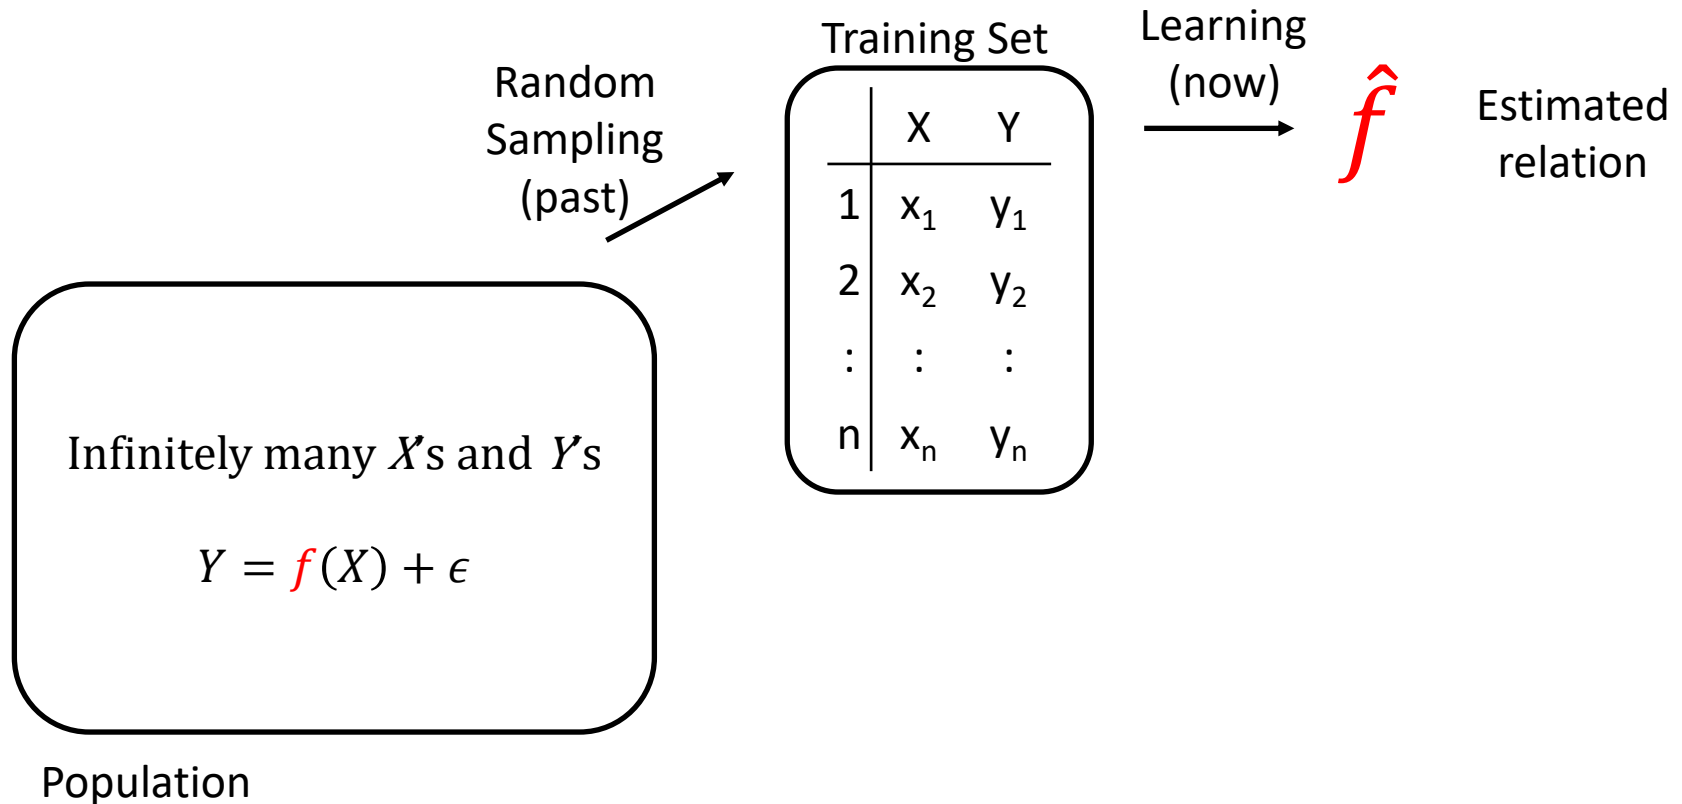 Random
Sampling
(past)
Training Set
X Y
1 x₁ y₁
2 x₂ y₂
: : :
n xₙ yₙ
Learning
(now)
f̂
Estimated
relation
Infinitely many X's and Y's
Y = f(X) + ϵ
Population